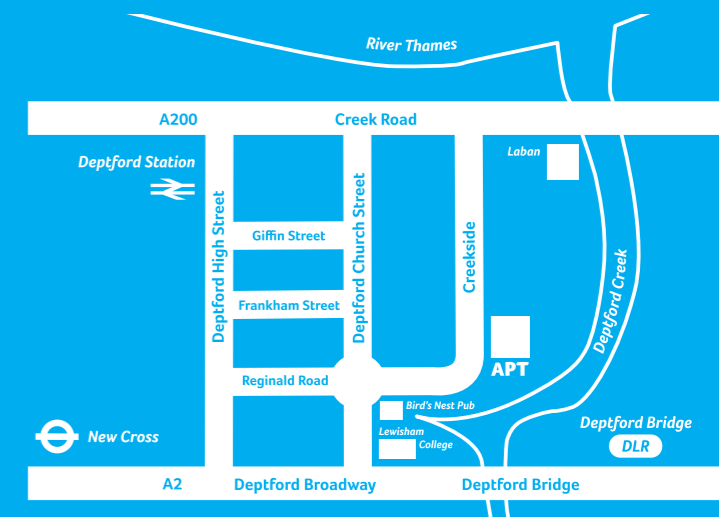 River Thames
A200
Creek Road
Laban
Deptford Station
Deptford High Street
Deptford Church Street
Creekside
Giffin Street
Deptford Creek
Frankham Street
APT
Reginald Road
Bird's Nest Pub
Lewisham
College
New Cross
Deptford Bridge
DLR
A2
Deptford Broadway
Deptford Bridge